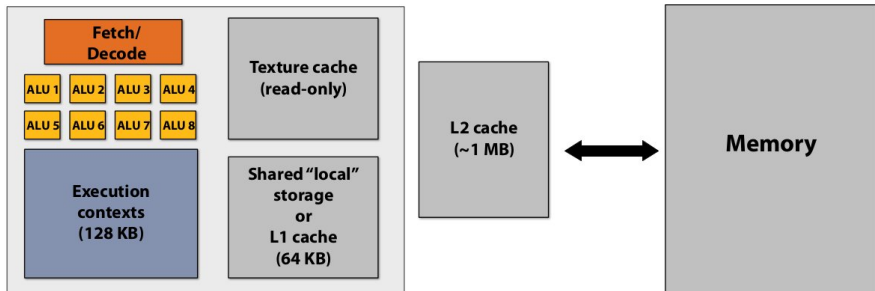 Fetch/
Decode
ALU 1 ALU 2 ALU 3 ALU 4
ALU 5 ALU 6 ALU 7 ALU 8
Execution
contexts
(128 KB)
Texture cache
(read-only)
Shared “local”
storage
or
L1 cache
(64 KB)
L2 cache
(~1 MB)
Memory